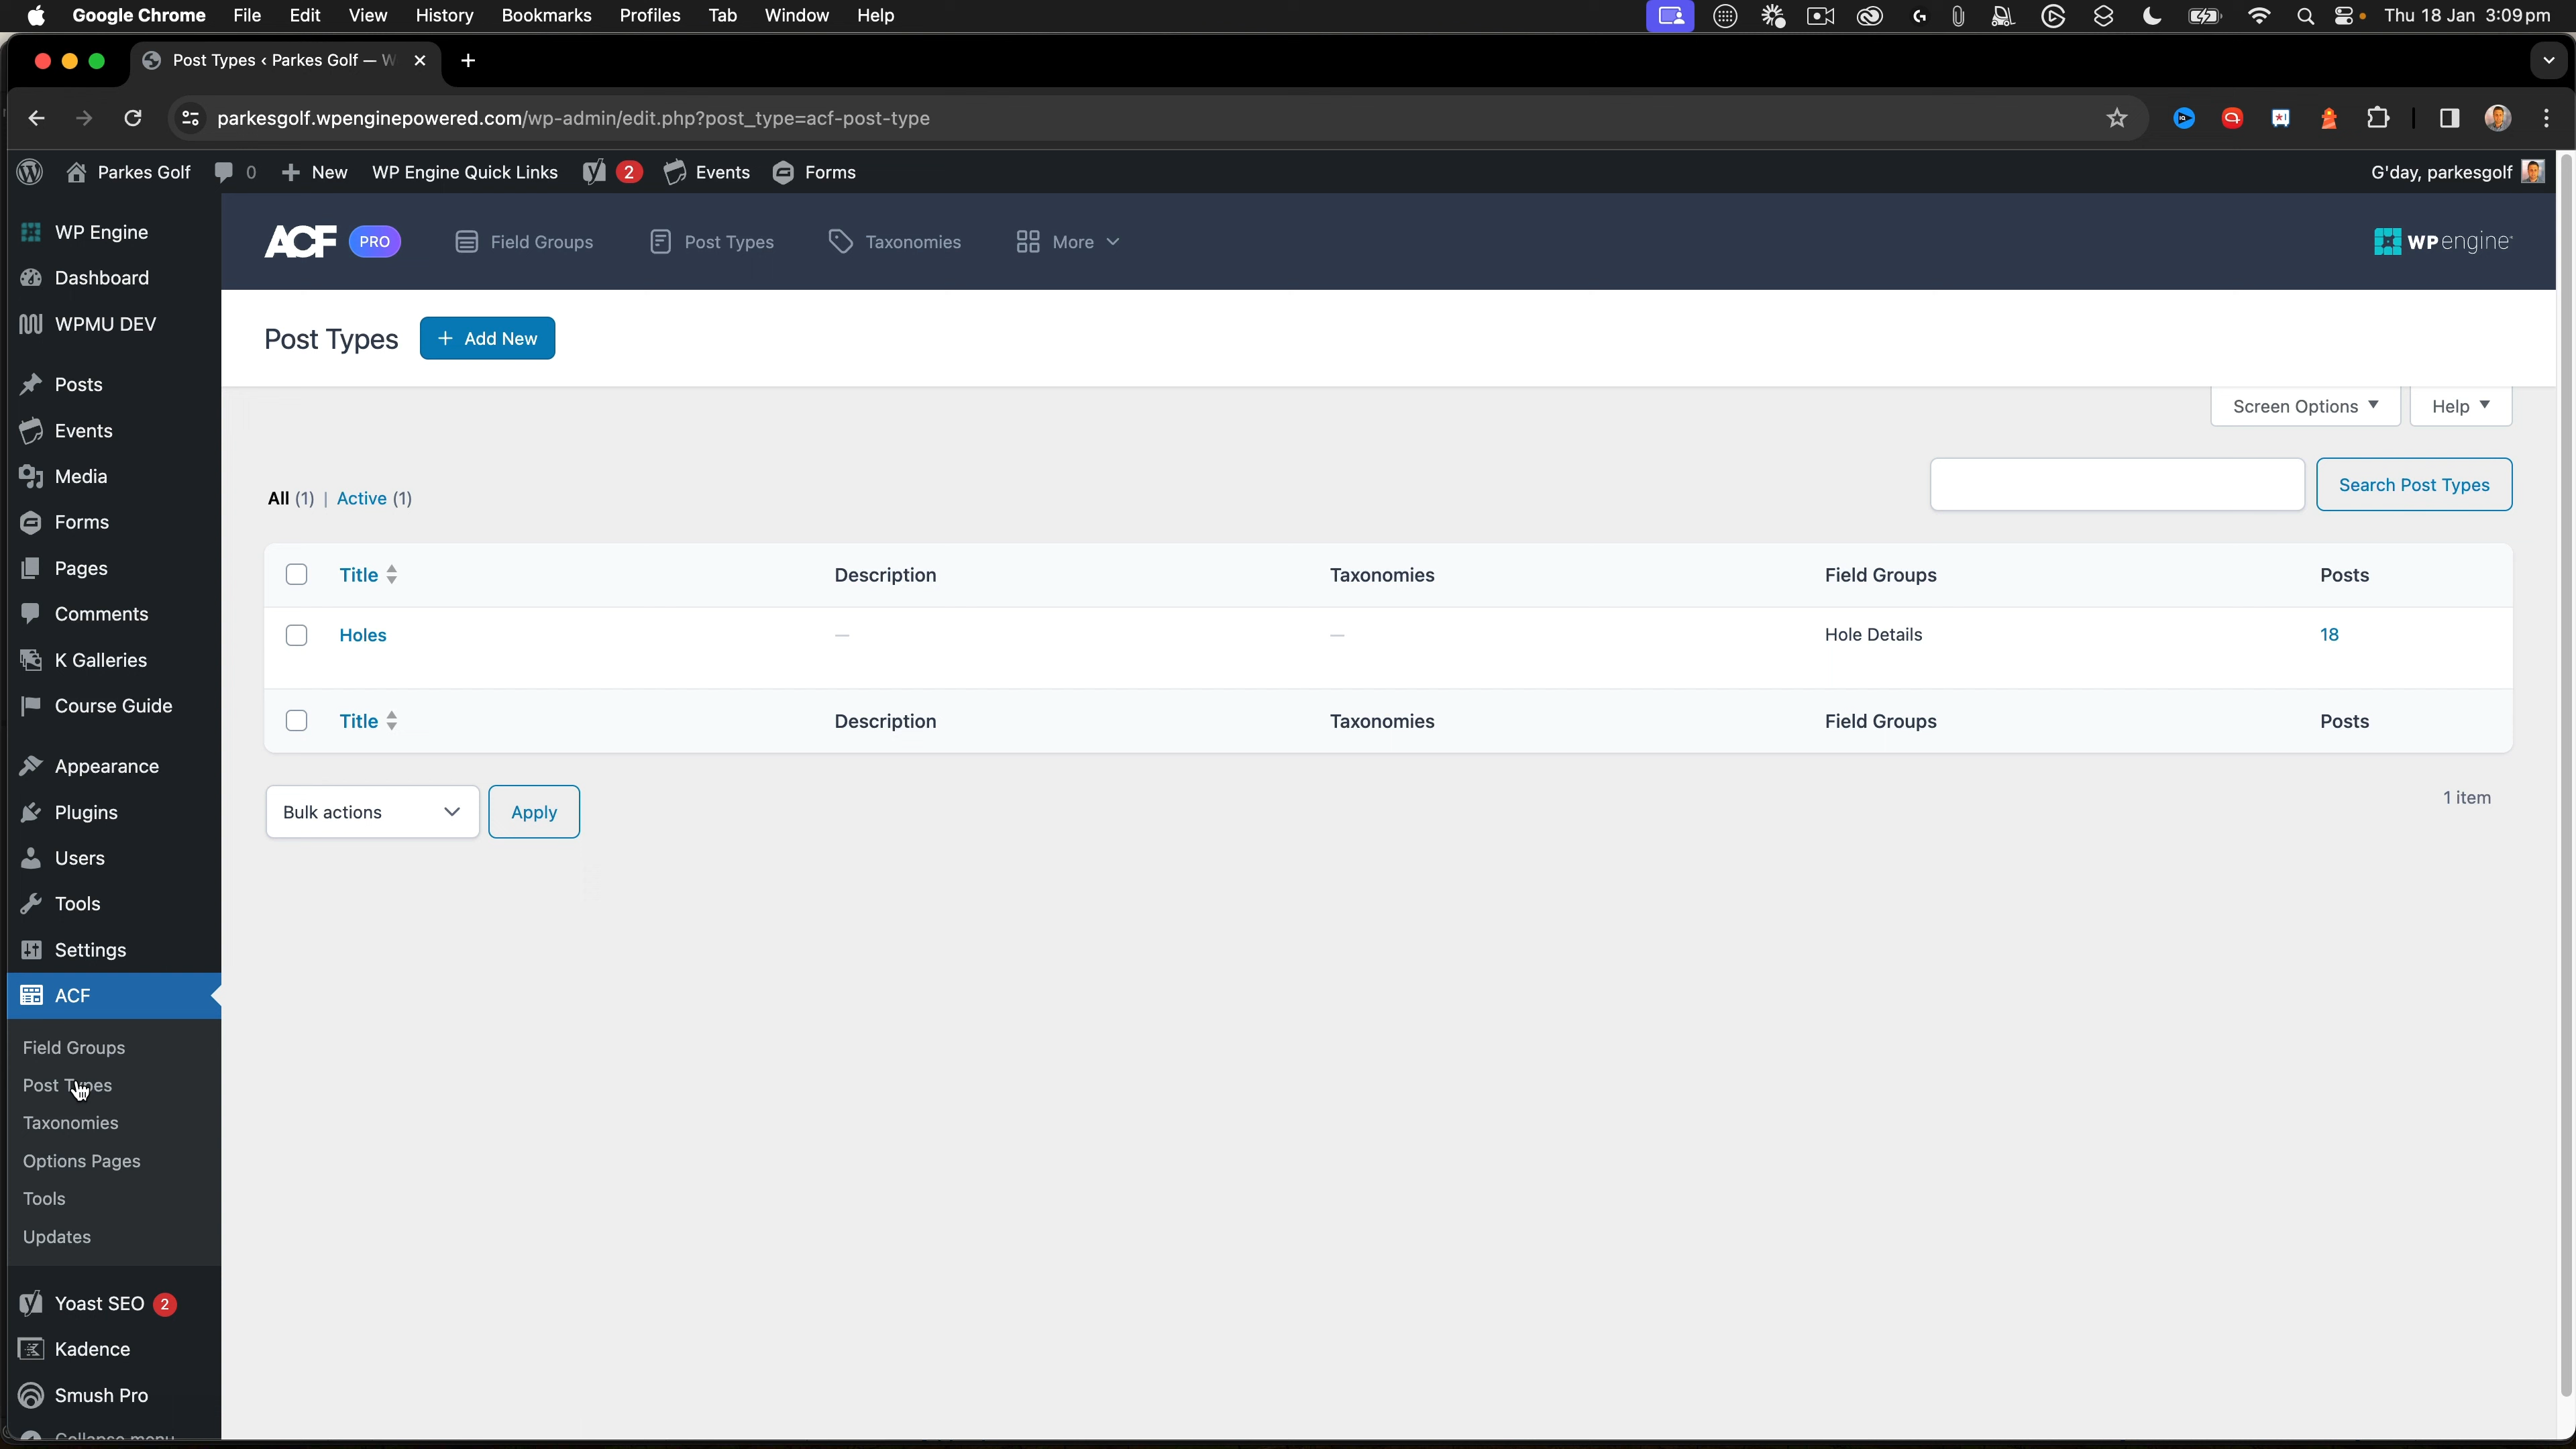 Google Chrome File Edit View History Bookmarks Profiles Tab Window Help Thu 18 Jan 3:09 pm
Post Types ‹ Parkes Golf — W
parkesgolf.wpenginepowered.com/wp-admin/edit.php?post_type=acf-post-type
Parkes Golf 0 New WP Engine Quick Links 2 Events Forms G'day, parkesgolf
WP Engine
Dashboard
WPMU DEV
Posts
Events
Media
Forms
Pages
Comments
K Galleries
Course Guide
Appearance
Plugins
Users
Tools
Settings
ACF
Field Groups
Post Types
Taxonomies
Options Pages
Tools
Updates
Yoast SEO 2
Kadence
Smush Pro
Collapse menu
ACF PRO Field Groups Post Types Taxonomies More WP engine
Post Types + Add New
Screen Options Help
All (1) | Active (1) Search Post Types
Title Description Taxonomies Field Groups Posts
Holes — — Hole Details 18
Title Description Taxonomies Field Groups Posts
Bulk actions Apply 1 item